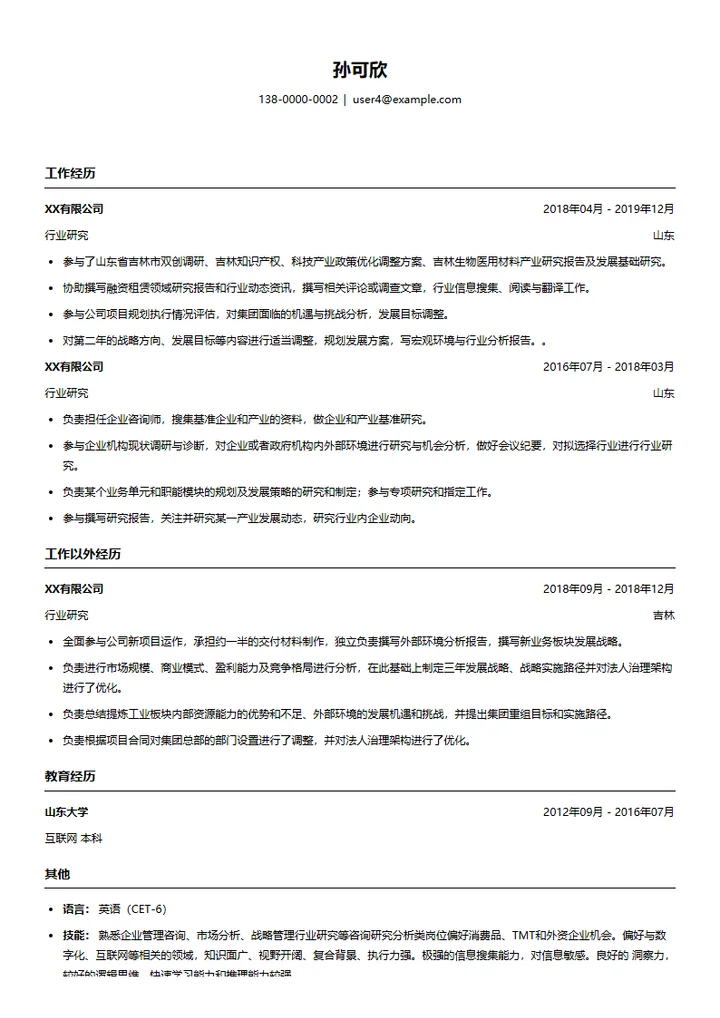 孙可欣
138-0000-0002 | user4@example.com
工作经历
XX有限公司 2018年04月 - 2019年12月
行业研究 山东
• 参与了山东省吉林市双创调研、吉林知识产权、科技产业政策优化调整方案、吉林生物医用材料产业研究报告及发展基础研究。
• 协助撰写融资租赁领域研究报告和行业动态资讯，撰写相关评论或调查文章，行业信息搜集、阅读与翻译工作。
• 参与公司项目规划执行情况评估，对集团面临的机遇与挑战分析，发展目标调整。
• 对第二年的战略方向、发展目标等内容进行适当调整，规划发展方案，写宏观环境与行业分析报告。。
XX有限公司 2016年07月 - 2018年03月
行业研究 山东
• 负责担任企业咨询师，搜集基准企业和产业的资料，做企业和产业基准研究。
• 参与企业机构现状调研与诊断，对企业或者政府机构内外部环境进行研究与机会分析，做好会议纪要，对拟选择行业进行行业研
究。
• 负责某个业务单元和职能模块的规划及发展策略的研究和制定；参与专项研究和指定工作。
• 参与撰写研究报告，关注并研究某一产业发展动态，研究行业内企业动向。
工作以外经历
XX有限公司 2018年09月 - 2018年12月
行业研究 吉林
• 全面参与公司新项目运作，承担约一半的交付材料制作，独立负责撰写外部环境分析报告，撰写新业务板块发展战略。
• 负责进行市场规模、商业模式、盈利能力及竞争格局进行分析，在此基础上制定三年发展战略、战略实施路径并对法人治理架构
进行了优化。
• 负责总结提炼工业板块内部资源能力的优势和不足、外部环境的发展机遇和挑战，并提出集团重组目标和实施路径。
• 负责根据项目合同对集团总部的部门设置进行了调整，并对法人治理架构进行了优化。
教育经历
山东大学 2012年09月 - 2016年07月
互联网 本科
其他
• 语言： 英语（CET-6）
• 技能： 熟悉企业管理咨询、市场分析、战略管理行业研究等咨询研究分析类岗位偏好消费品、TMT和外资企业机会。偏好与数
字化、互联网等相关的领域，知识面广、视野开阔、复合背景、执行力强。极强的信息搜集能力，对信息敏感。良好的 洞察力，
较好的逻辑思维，快速学习能力和推理能力较强